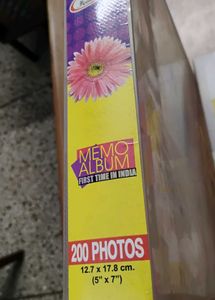 MEMO
ALBUM
FIRST TIME IN INDIA
200 PHOTOS
12.7 x 17.8 cm.
(5" x 7")